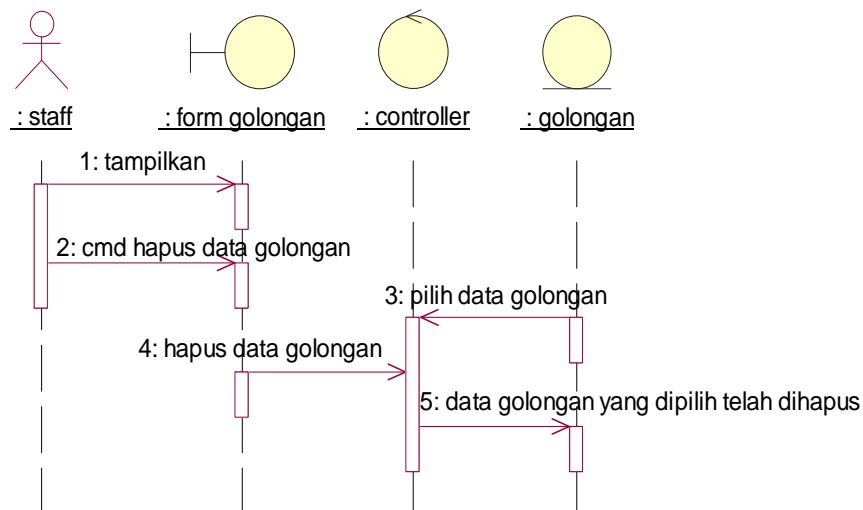 : staff
: form golongan
: controller
: golongan
1: tampilkan
2: cmd hapus data golongan
3: pilih data golongan
4: hapus data golongan
5: data golongan yang dipilih telah dihapus